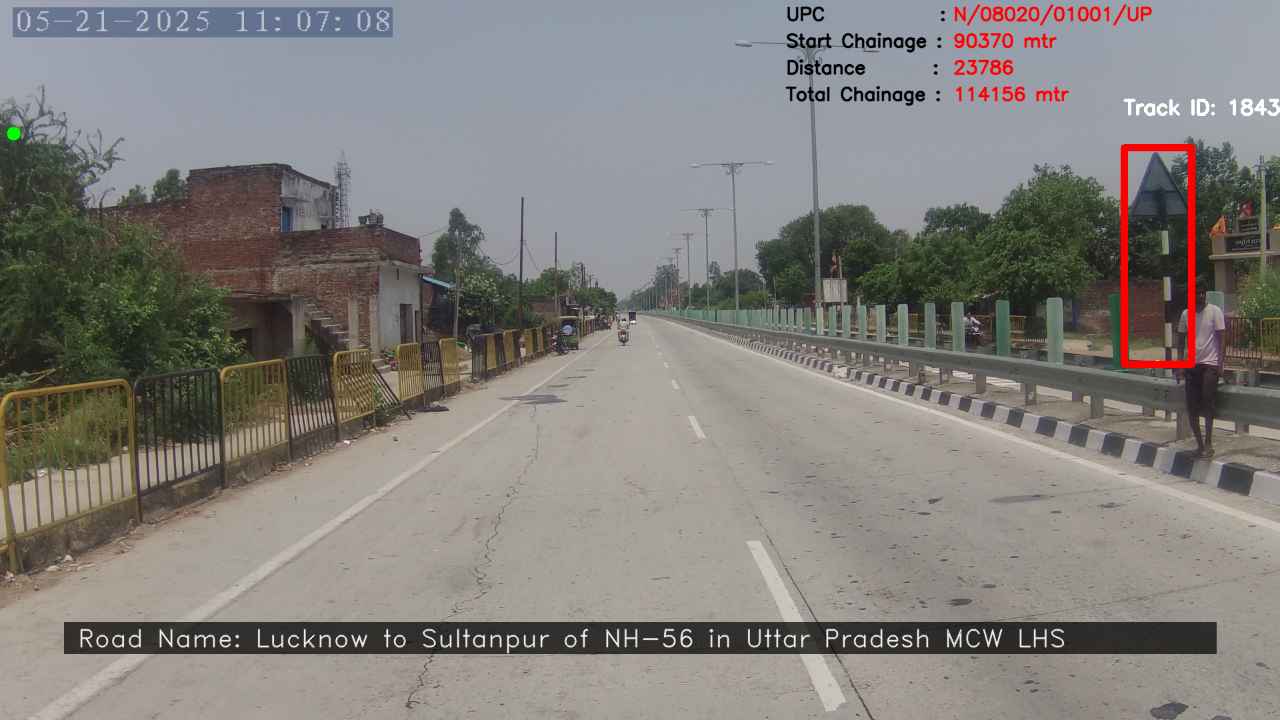 05-21-2025 11:07:08
UPC : N/08020/01001/UP
Start Chainage : 90370 mtr
Distance : 23786
Total Chainage : 114156 mtr
Track ID: 1843
Road Name: Lucknow to Sultanpur of NH-56 in Uttar Pradesh MCW LHS